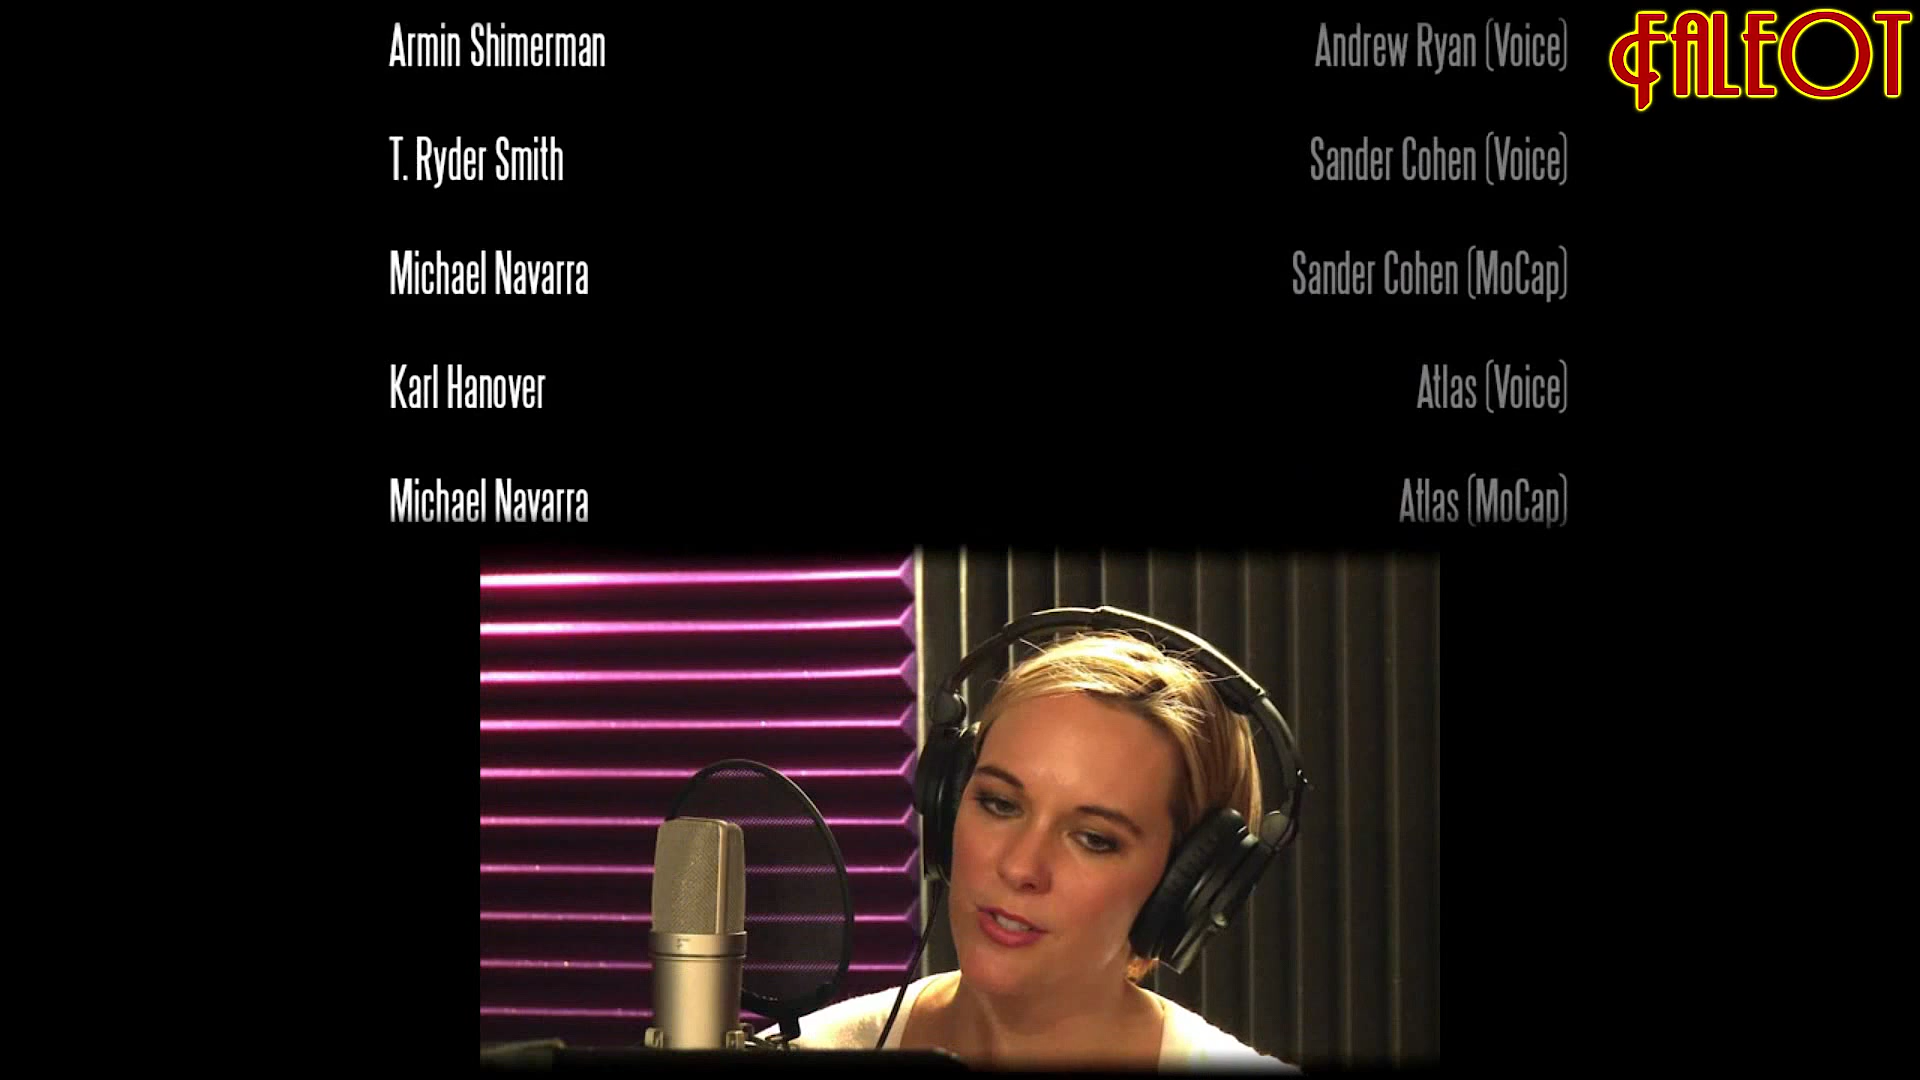 Armin Shimerman Andrew Ryan (Voice)
FALEOT
T. Ryder Smith Sander Cohen (Voice)
Michael Navarra Sander Cohen (MoCap)
Karl Hanover Atlas (Voice)
Michael Navarra Atlas (MoCap)